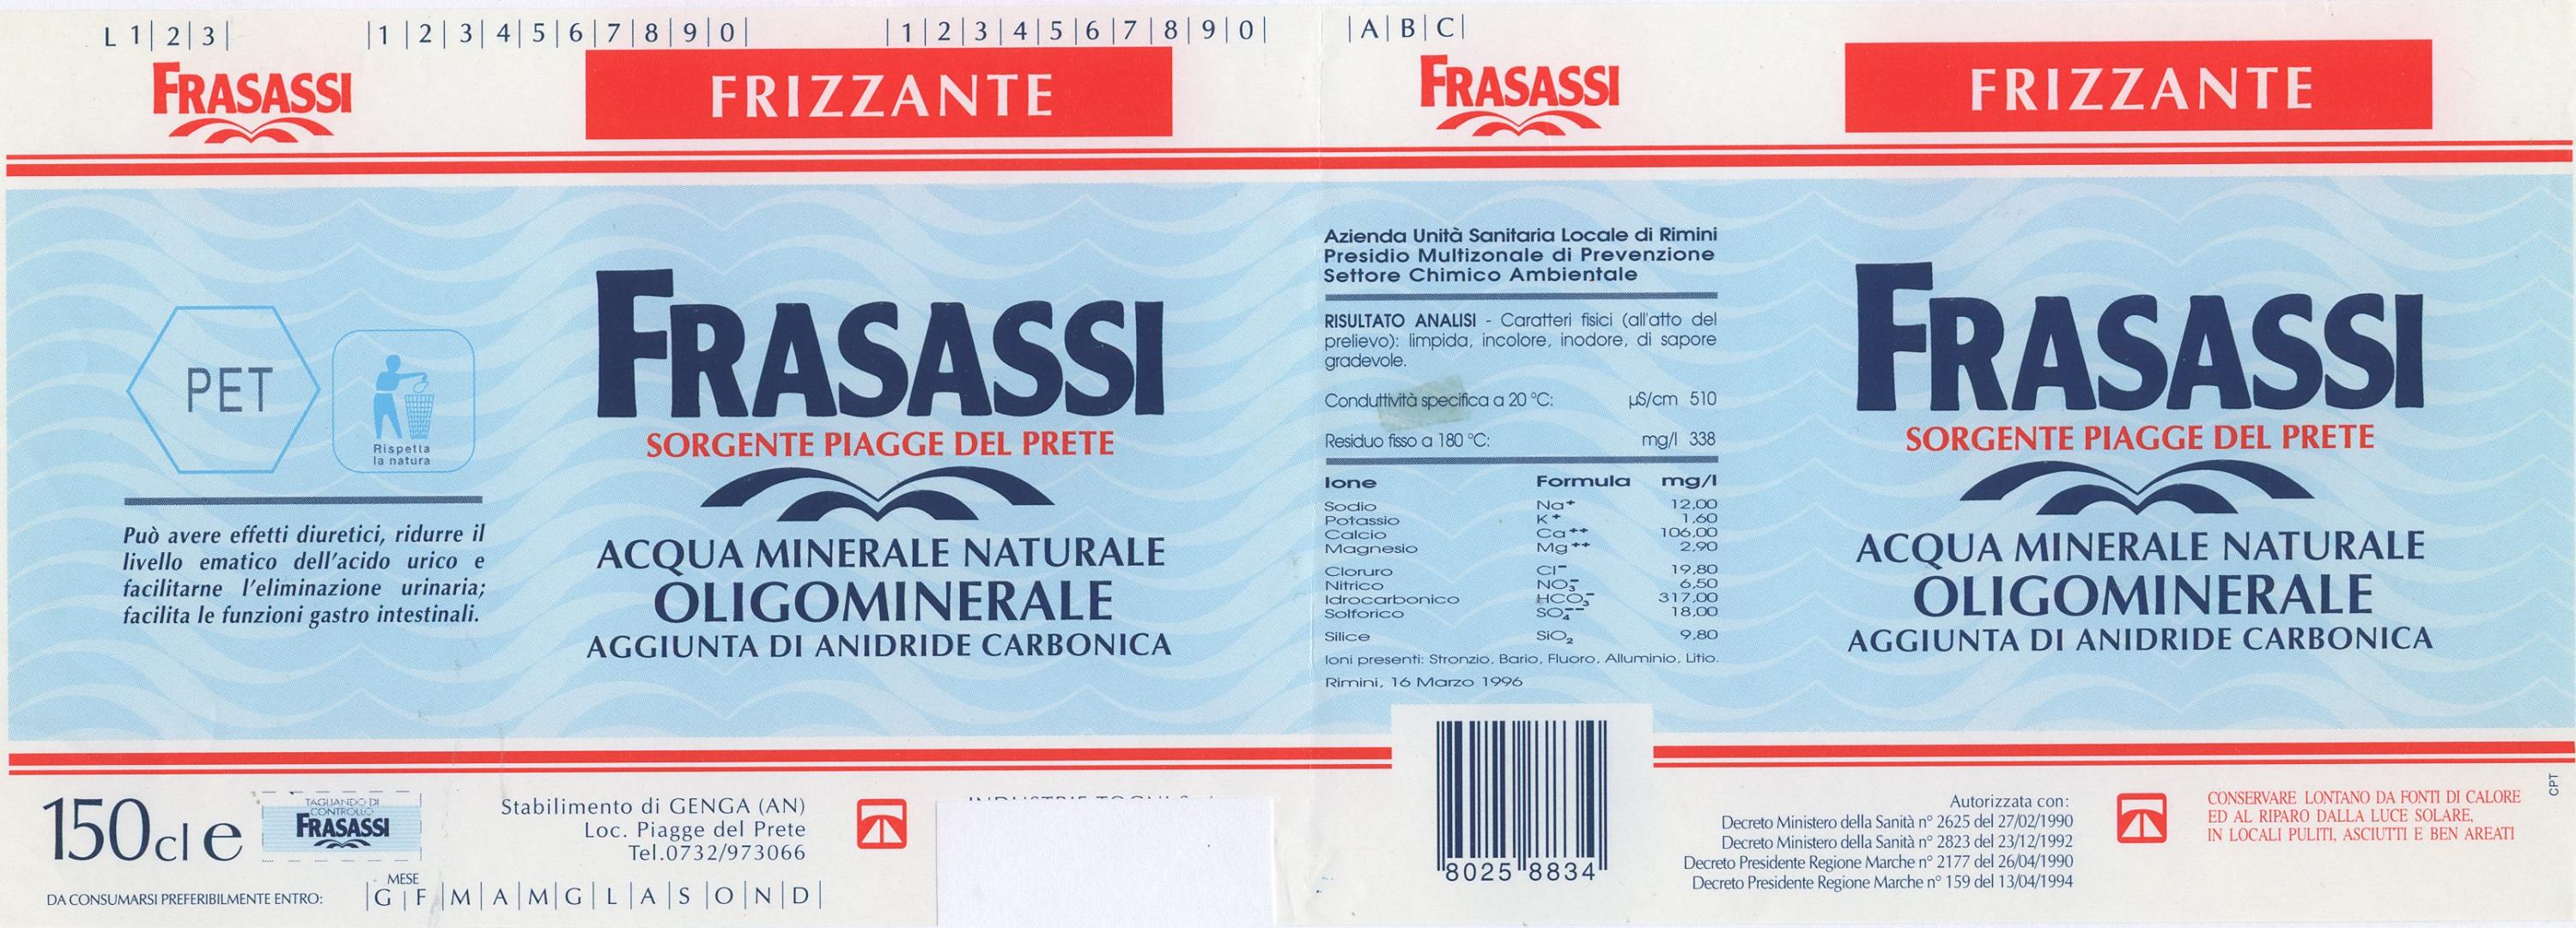 L 1| 2| 3|
|1 |2| 3|4|5|6|7|8|9|0|
|1|2|3|4|5|6|7|8|9|0|
|A|B|C|
FRASASSI
FRIZZANTE
FRASASSI
FRIZZANTE
PET
Rispetta
la natura
Può avere effetti diuretici, ridurre il
livello ematico dell'acido urico e
facilitarne l'eliminazione urinaria;
facilita le funzioni gastro intestinali.
FRASASSI
SORGENTE PIAGGE DEL PRETE
ACQUA MINERALE NATURALE
OLIGOMINERALE
AGGIUNTA DI ANIDRIDE CARBONICA
Azienda Unità Sanitaria Locale di Rimini
Presidio Multizonale di Prevenzione
Settore Chimico Ambientale
RISULTATO ANALISI - Caratteri fisici (all'atto del
prelievo): limpida, incolore, inodore, di sapore
gradevole.
Conduttività specifica a 20 °C: µS/cm 510
Residuo fisso a 180 °C: mg/l 338
Ione Formula mg/l
Sodio Na⁺ 12,00
Potassio K⁺ 1,60
Calcio Ca⁺⁺ 106,00
Magnesio Mg⁺⁺ 2,90
Cloruro Cl⁻ 19,80
Nitrico NO₃⁻ 6,50
Idrocarbonico HCO₃⁻ 317,00
Solforico SO₄⁻⁻ 18,00
Silice SiO₂ 9,80
Ioni presenti: Stronzio, Bario, Fluoro, Alluminio, Litio.
Rimini, 16 Marzo 1996
FRASASSI
SORGENTE PIAGGE DEL PRETE
ACQUA MINERALE NATURALE
OLIGOMINERALE
AGGIUNTA DI ANIDRIDE CARBONICA
150cl e
TAGLIANDO DI
CONTROLLO
FRASASSI
DA CONSUMARSI PREFERIBILMENTE ENTRO:
MESE
|G|F|M|A|M|G|L|A|S|O|N|D|
Stabilimento di GENGA (AN)
Loc. Piagge del Prete
Tel.0732/973066
8025 8834
Autorizzata con:
Decreto Ministero della Sanità n° 2625 del 27/02/1990
Decreto Ministero della Sanità n° 2823 del 23/12/1992
Decreto Presidente Regione Marche n° 2177 del 26/04/1990
Decreto Presidente Regione Marche n° 159 del 13/04/1994
CONSERVARE LONTANO DA FONTI DI CALORE
ED AL RIPARO DALLA LUCE SOLARE,
IN LOCALI PULITI, ASCIUTTI E BEN AREATI
CPT